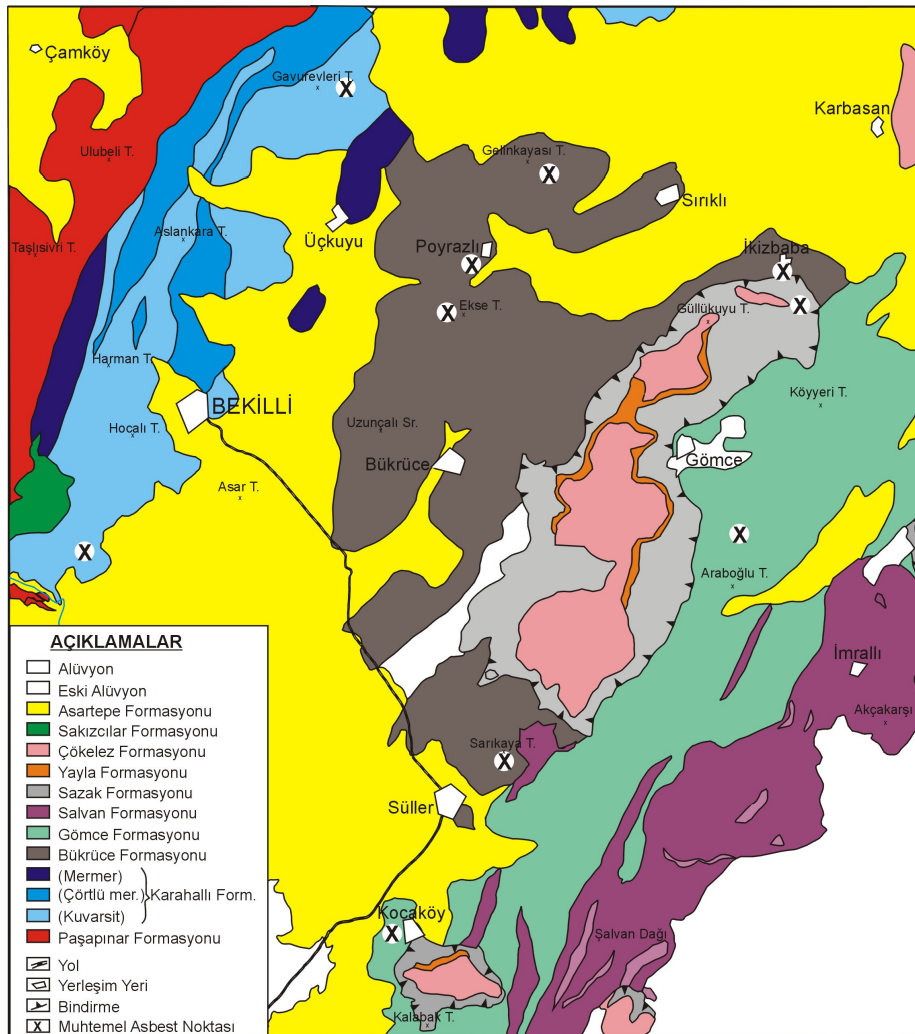 Çamköy
Gavurevleri T.
Karbasan
Ulubeli T.
Gelinkayası T.
Sırıklı
Üçkuyu
Aslankara T.
Poyrazlı
İkizbaba
Taşlısivri T.
Ekse T.
Güllükuyu T.
Harman T.
BEKİLLİ
Köyyeri T.
Hocalı T.
Uzunçalı Sr.
Bükrüce
Gömce
Asar T.
Araboğlu T.
İmrallı
Akçakarşı
Sarıkaya T.
Süller
Kocaköy
Şalvan Dağı
Kalabak T.
X
X
X
X
X
X
X
X
X
X
AÇIKLAMALAR
Alüvyon
Eski Alüvyon
Asartepe Formasyonu
Sakızcılar Formasyonu
Çökelez Formasyonu
Yayla Formasyonu
Sazak Formasyonu
Salvan Formasyonu
Gömce Formasyonu
Bükrüce Formasyonu
(Mermer)
(Çörtlü mer.) Karahallı Form.
(Kuvarsit)
Paşapınar Formasyonu
Yol
Yerleşim Yeri
Bindirme
X Muhtemel Asbest Noktası